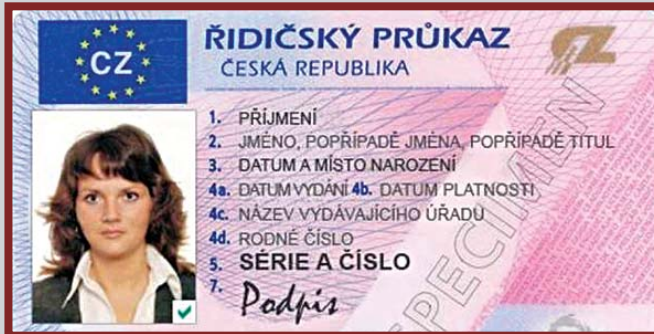 CZ
ŘIDIČSKÝ PRŮKAZ
ČESKÁ REPUBLIKA
CZ
1. PŘÍJMENÍ
2. JMÉNO, POPŘÍPADĚ JMÉNA, POPŘÍPADĚ TITUL
3. DATUM A MÍSTO NAROZENÍ
4a. DATUM VYDÁNÍ 4b. DATUM PLATNOSTI
4c. NÁZEV VYDÁVAJÍCÍHO ÚŘADU
4d. RODNÉ ČÍSLO
5. SÉRIE A ČÍSLO
7. Podpis
SPECIMEN